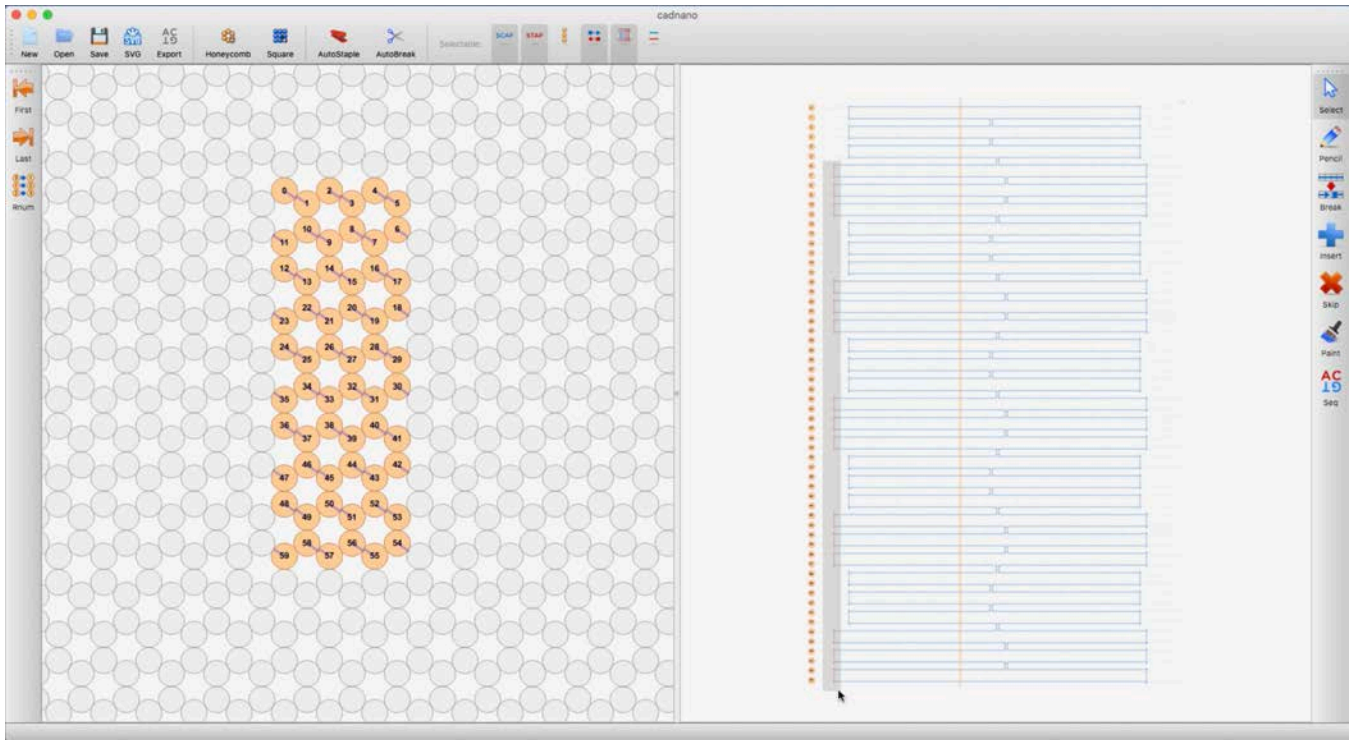 cadnano
New Open Save SVG Export Honeycomb Square AutoStaple AutoBreak Selectable: SCAF STAP
First
Last
Rnum
Select
Pencil
Break
Insert
Skip
Paint
Seq
0 2 4
1 3 5
10 8 6
11 9 7
12 14 16
13 15 17
22 20 18
23 21 19
24 26 28
25 27 29
34 32 30
35 33 31
36 38 40
37 39 41
46 44 42
47 45 43
48 50 52
49 51 53
58 56 54
59 57 55